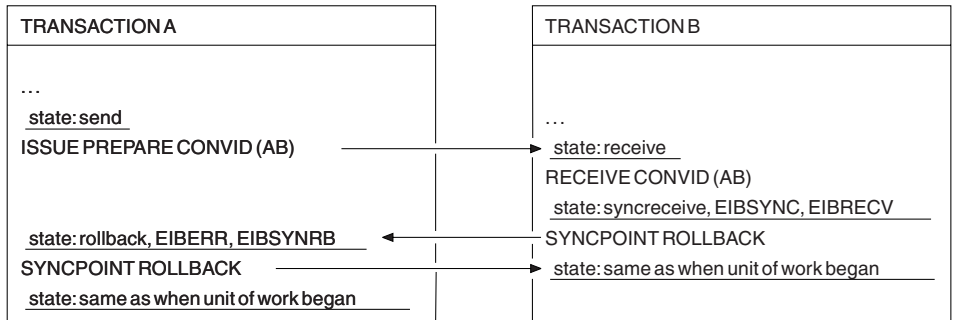 TRANSACTION A
...
state: send
ISSUE PREPARE CONVID (AB)
state: rollback, EIBERR, EIBSYNRB
SYNCPOINT ROLLBACK
state: same as when unit of work began
TRANSACTION B
...
state: receive
RECEIVE CONVID (AB)
state: syncreceive, EIBSYNC, EIBRECV
SYNCPOINT ROLLBACK
state: same as when unit of work began